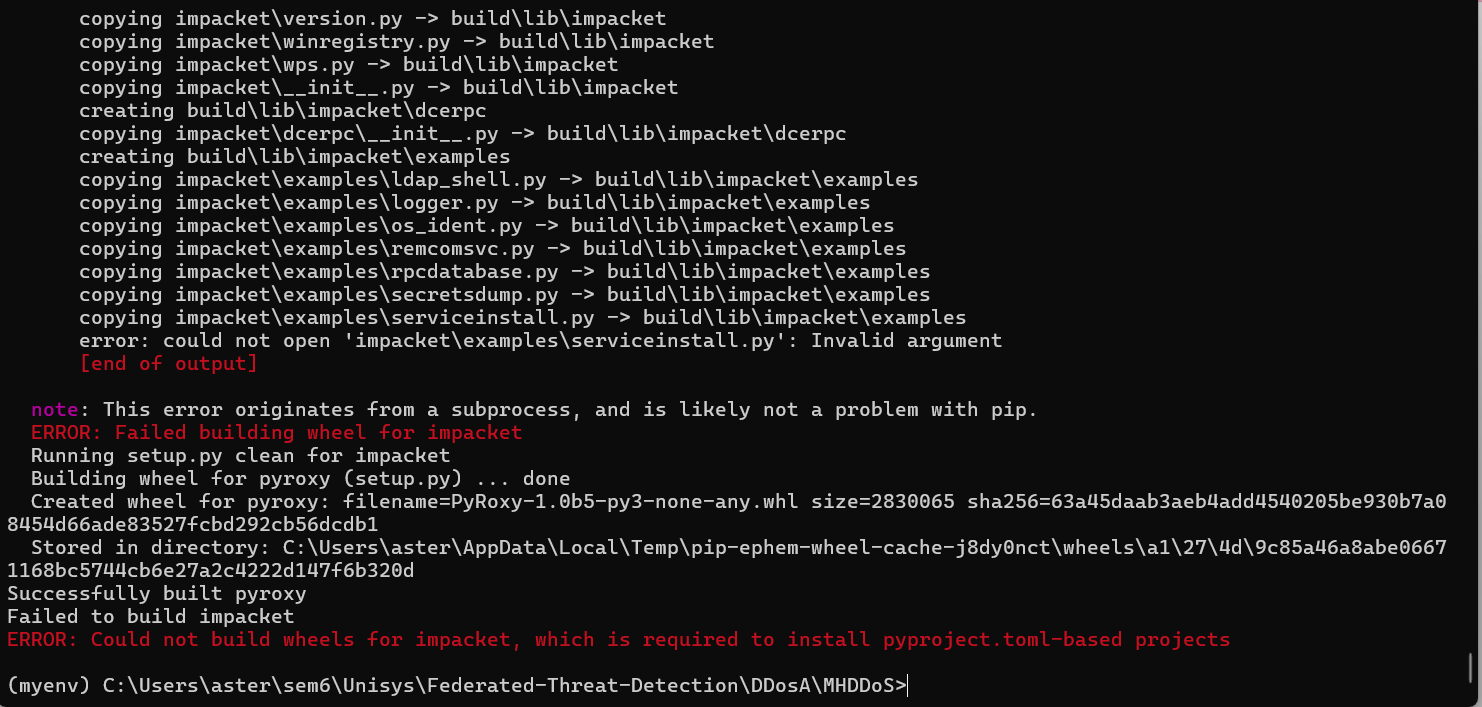 copying impacket\version.py -> build\lib\impacket
copying impacket\winregistry.py -> build\lib\impacket
copying impacket\wps.py -> build\lib\impacket
copying impacket\__init__.py -> build\lib\impacket
creating build\lib\impacket\dcerpc
copying impacket\dcerpc\__init__.py -> build\lib\impacket\dcerpc
creating build\lib\impacket\examples
copying impacket\examples\ldap_shell.py -> build\lib\impacket\examples
copying impacket\examples\logger.py -> build\lib\impacket\examples
copying impacket\examples\os_ident.py -> build\lib\impacket\examples
copying impacket\examples\remcomsvc.py -> build\lib\impacket\examples
copying impacket\examples\rpcdatabase.py -> build\lib\impacket\examples
copying impacket\examples\secretsdump.py -> build\lib\impacket\examples
copying impacket\examples\serviceinstall.py -> build\lib\impacket\examples
error: could not open 'impacket\examples\serviceinstall.py': Invalid argument
[end of output]
note: This error originates from a subprocess, and is likely not a problem with pip.
ERROR: Failed building wheel for impacket
Running setup.py clean for impacket
Building wheel for pyroxy (setup.py) ... done
Created wheel for pyroxy: filename=PyRoxy-1.0b5-py3-none-any.whl size=2830065 sha256=63a45daab3aeb4add4540205be930b7a0
8454d66ade83527fcbd292cb56dcdb1
Stored in directory: C:\Users\aster\AppData\Local\Temp\pip-ephem-wheel-cache-j8dy0nct\wheels\a1\27\4d\9c85a46a8abe0667
1168bc5744cb6e27a2c4222d147f6b320d
Successfully built pyroxy
Failed to build impacket
ERROR: Could not build wheels for impacket, which is required to install pyproject.toml-based projects
(myenv) C:\Users\aster\sem6\Unisys\Federated-Threat-Detection\DDosA\MHDDoS>